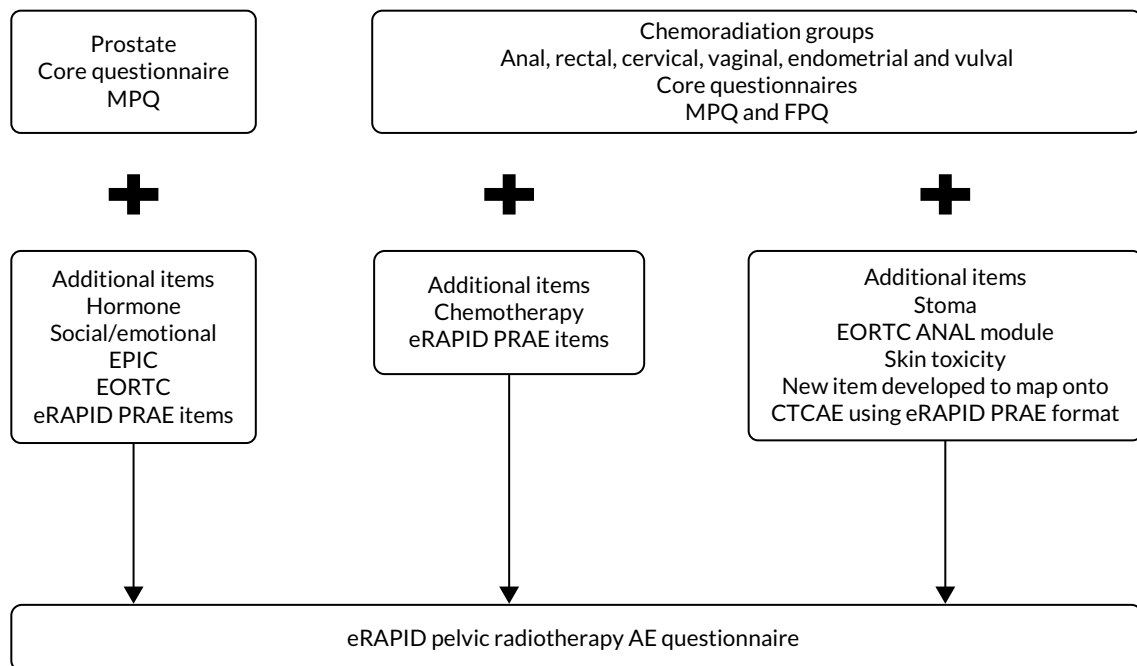 Prostate
Core questionnaire
MPQ
Chemoradiation groups
Anal, rectal, cervical, vaginal, endometrial and vulval
Core questionnaires
MPQ and FPQ
Additional items
Hormone
Social/emotional
EPIC
EORTC
eRAPID PRAE items
Additional items
Chemotherapy
eRAPID PRAE items
Additional items
Stoma
EORTC ANAL module
Skin toxicity
New item developed to map onto
CTCAE using eRAPID PRAE format
eRAPID pelvic radiotherapy AE questionnaire